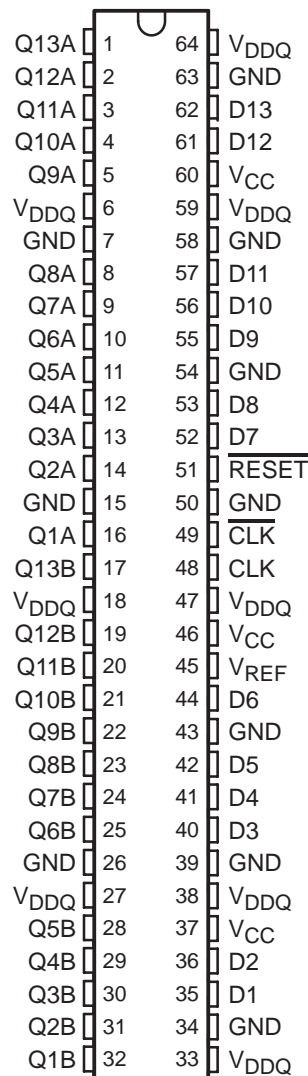 Q13A 1 64 VDDQ
Q12A 2 63 GND
Q11A 3 62 D13
Q10A 4 61 D12
Q9A 5 60 VCC
VDDQ 6 59 VDDQ
GND 7 58 GND
Q8A 8 57 D11
Q7A 9 56 D10
Q6A 10 55 D9
Q5A 11 54 GND
Q4A 12 53 D8
Q3A 13 52 D7
Q2A 14 51 RESET
GND 15 50 GND
Q1A 16 49 CLK
Q13B 17 48 CLK
VDDQ 18 47 VDDQ
Q12B 19 46 VCC
Q11B 20 45 VREF
Q10B 21 44 D6
Q9B 22 43 GND
Q8B 23 42 D5
Q7B 24 41 D4
Q6B 25 40 D3
GND 26 39 GND
VDDQ 27 38 VDDQ
Q5B 28 37 VCC
Q4B 29 36 D2
Q3B 30 35 D1
Q2B 31 34 GND
Q1B 32 33 VDDQ